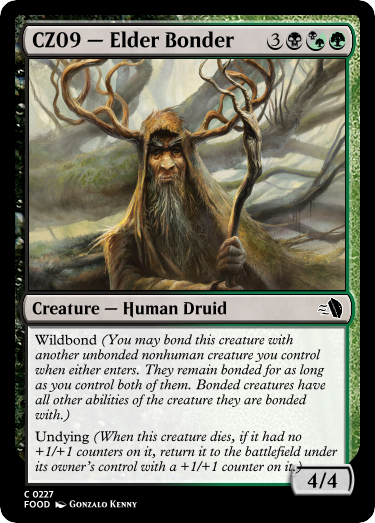 CZ09 — Elder Bonder 3
Creature — Human Druid
Wildbond (You may bond this creature with
another unbonded nonhuman creature you control
when either enters. They remain bonded for as long
as you control both of them. Bonded creatures have
all other abilities of the creature they are bonded
with.)
Undying (When this creature dies, if it had no
+1/+1 counters on it, return it to the battlefield under
its owner's control with a +1/+1 counter on it.)
4/4
C 0227
FOOD GONZALO KENNY